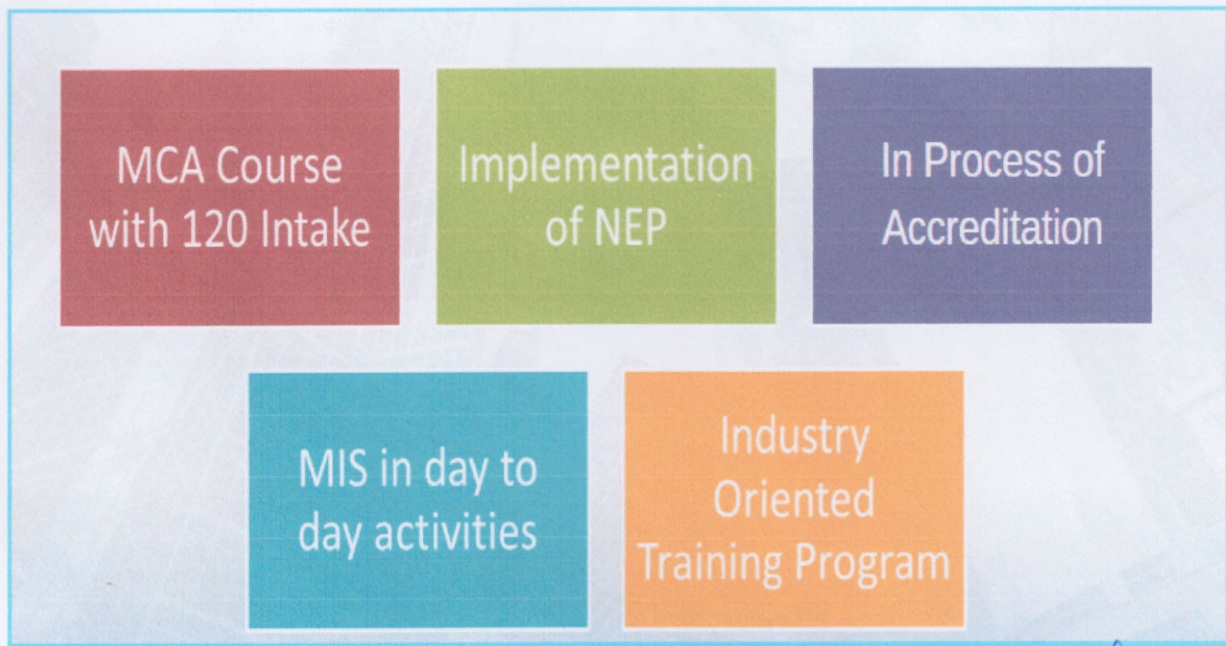 MCA Course
with 120 Intake
Implementation
of NEP
In Process of
Accreditation
MIS in day to
day activities
Industry
Oriented
Training Program